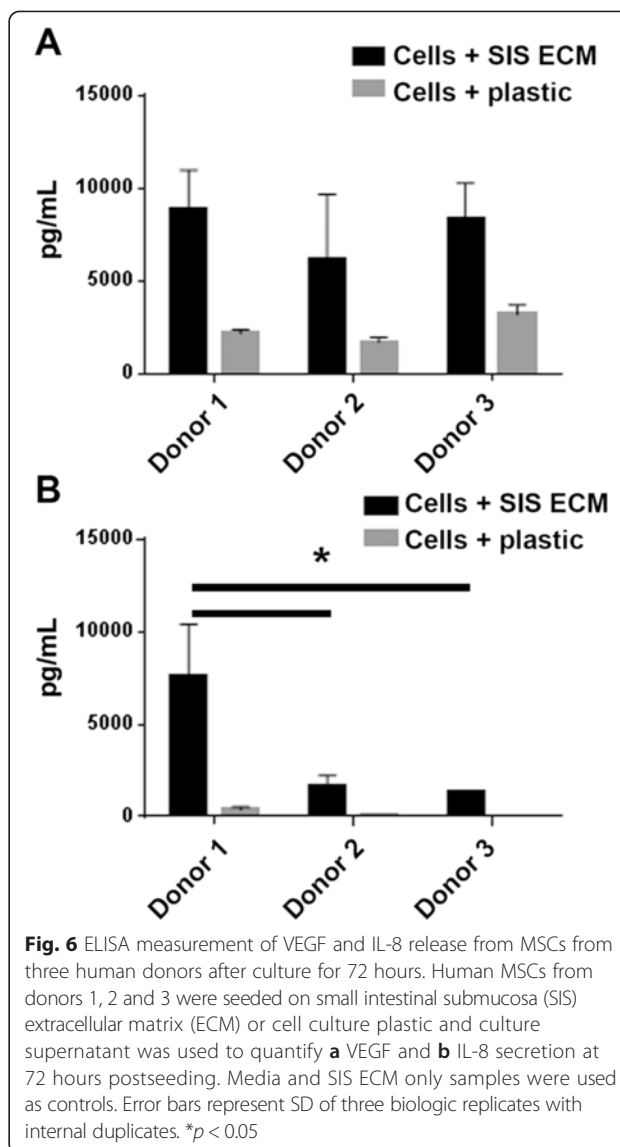 A
Cells + SIS ECM
Cells + plastic
15000
10000
5000
0
pg/mL
Donor 1
Donor 2
Donor 3
B
Cells + SIS ECM
Cells + plastic
15000
*
10000
5000
0
pg/mL
Donor 1
Donor 2
Donor 3
Fig. 6 ELISA measurement of VEGF and IL-8 release from MSCs from
three human donors after culture for 72 hours. Human MSCs from
donors 1, 2 and 3 were seeded on small intestinal submucosa (SIS)
extracellular matrix (ECM) or cell culture plastic and culture
supernatant was used to quantify a VEGF and b IL-8 secretion at
72 hours postseeding. Media and SIS ECM only samples were used
as controls. Error bars represent SD of three biologic replicates with
internal duplicates. *p < 0.05